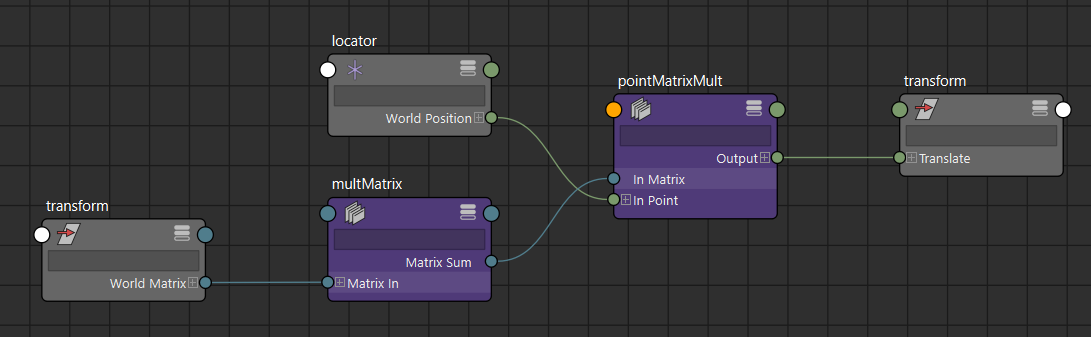 locator
World Position
pointMatrixMult
Output
In Matrix
In Point
transform
Translate
multMatrix
Matrix Sum
Matrix In
transform
World Matrix